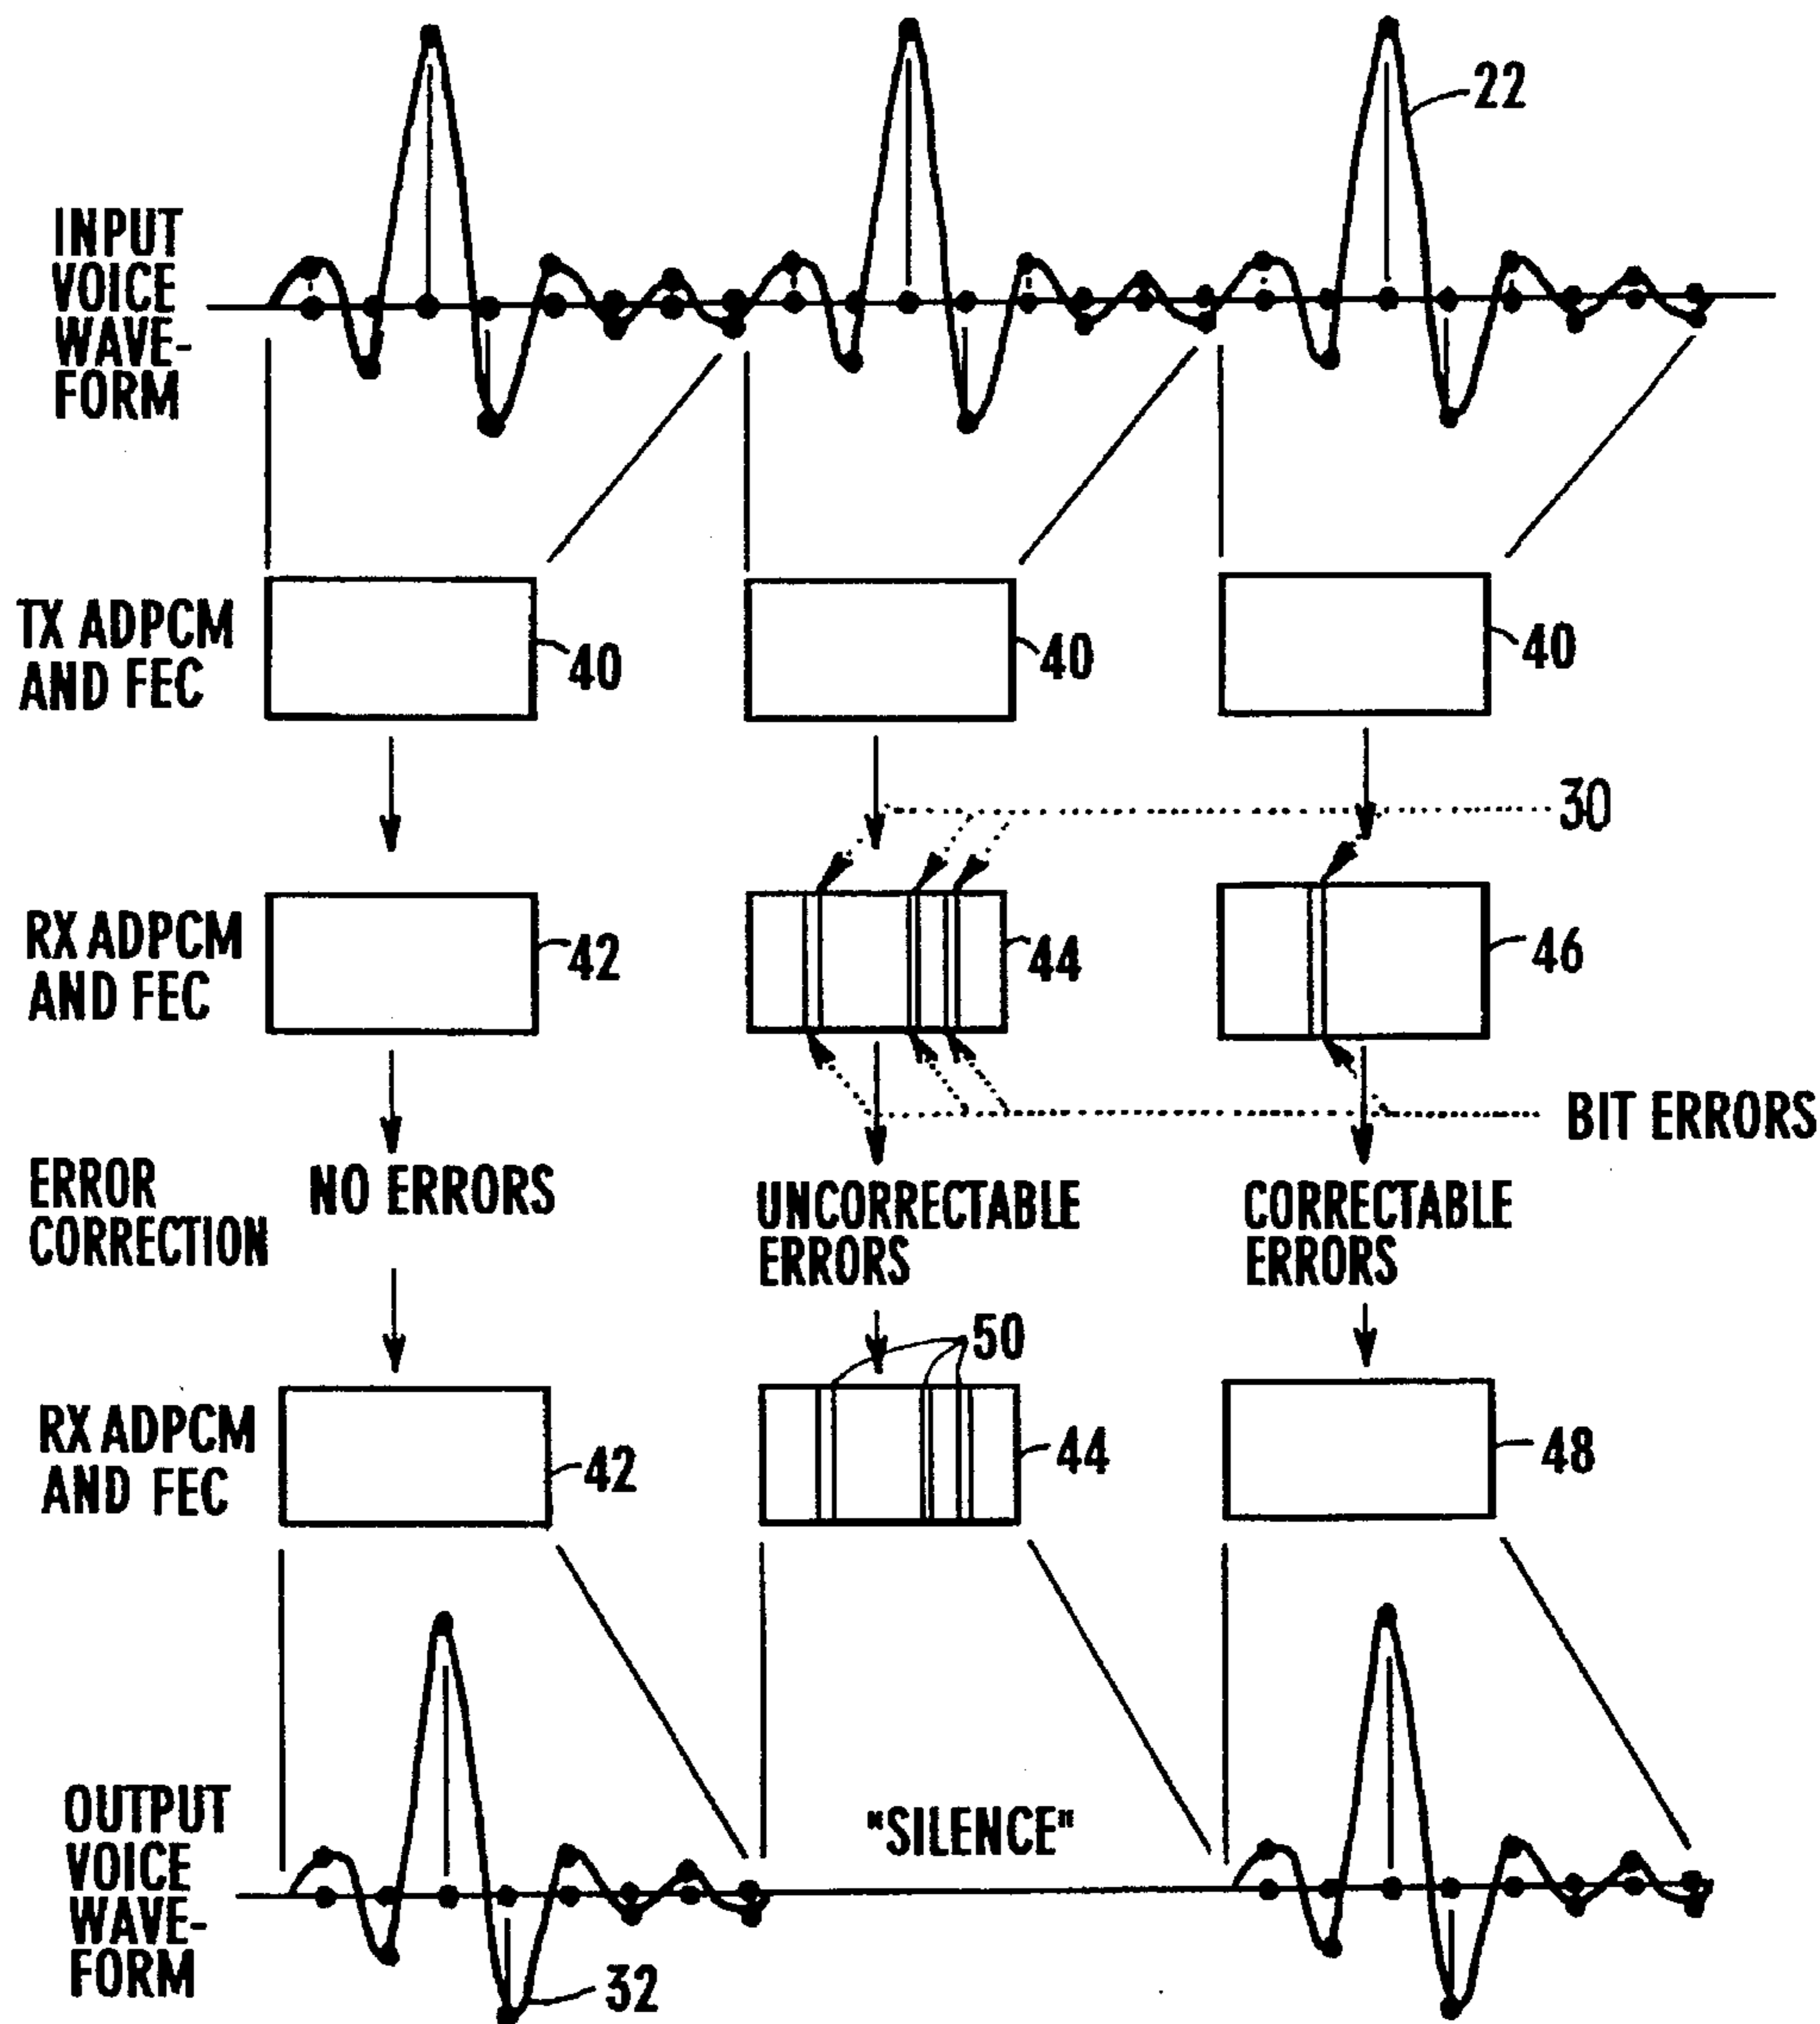 22
INPUT
VOICE
WAVE-
FORM
TX ADPCM
AND FEC
40
40
40
30
RX ADPCM
AND FEC
42
44
46
BIT ERRORS
ERROR
CORRECTION
NO ERRORS
UNCORRECTABLE
ERRORS
CORRECTABLE
ERRORS
50
RX ADPCM
AND FEC
42
44
48
OUTPUT
VOICE
WAVE-
FORM
"SILENCE"
32